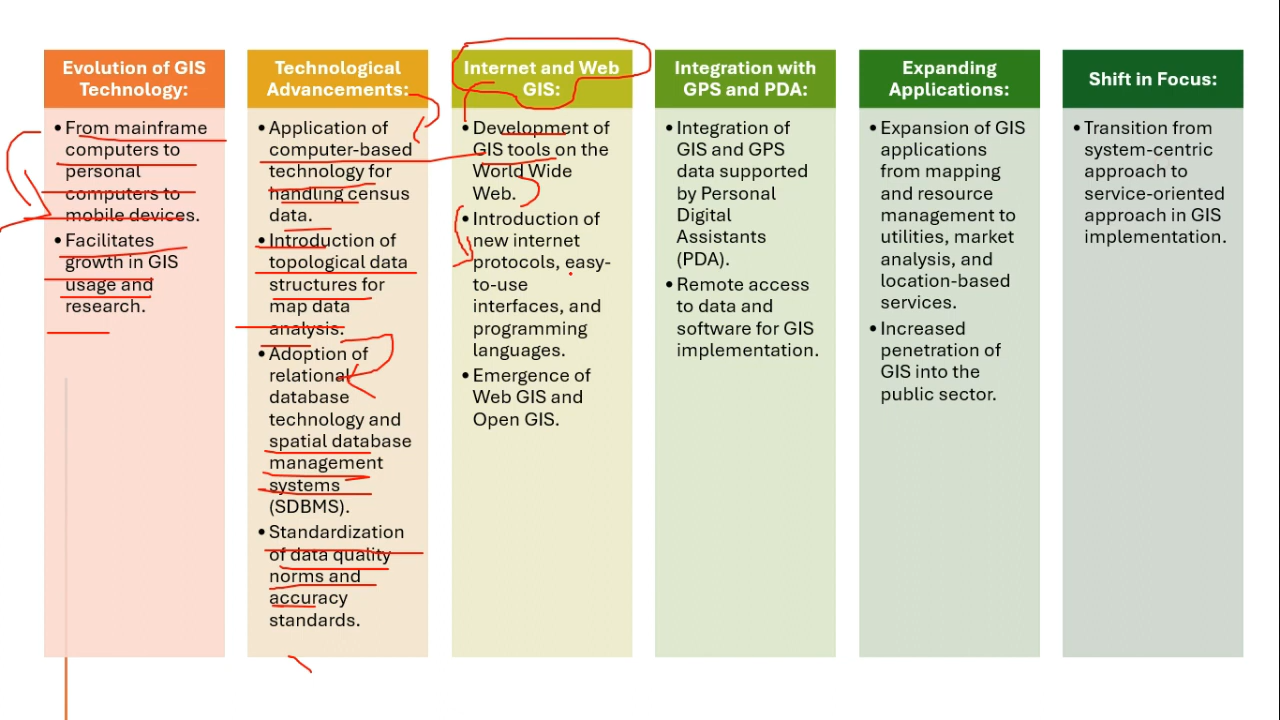 Evolution of GIS
Technology:
• From mainframe
computers to
personal
computers to
mobile devices.
• Facilitates
growth in GIS
usage and
research.
Technological
Advancements:
• Application of
computer-based
technology for
handling census
data.
• Introduction of
topological data
structures for
map data
analysis.
• Adoption of
relational
database
technology and
spatial database
management
systems
(SDBMS).
• Standardization
of data quality
norms and
accuracy
standards.
Internet and Web
GIS:
• Development of
GIS tools on the
World Wide
Web.
• Introduction of
new internet
protocols, easy-
to-use
interfaces, and
programming
languages.
• Emergence of
Web GIS and
Open GIS.
Integration with
GPS and PDA:
• Integration of
GIS and GPS
data supported
by Personal
Digital
Assistants
(PDA).
• Remote access
to data and
software for GIS
implementation.
Expanding
Applications:
• Expansion of GIS
applications
from mapping
and resource
management to
utilities, market
analysis, and
location-based
services.
• Increased
penetration of
GIS into the
public sector.
Shift in Focus:
• Transition from
system-centric
approach to
service-oriented
approach in GIS
implementation.